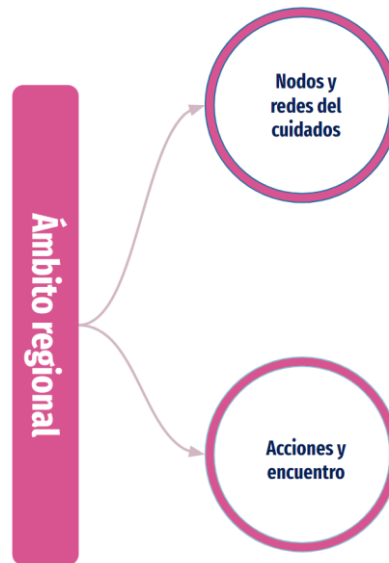 Ámbito regional
Nodos y
redes del
cuidados
Acciones y
encuentro